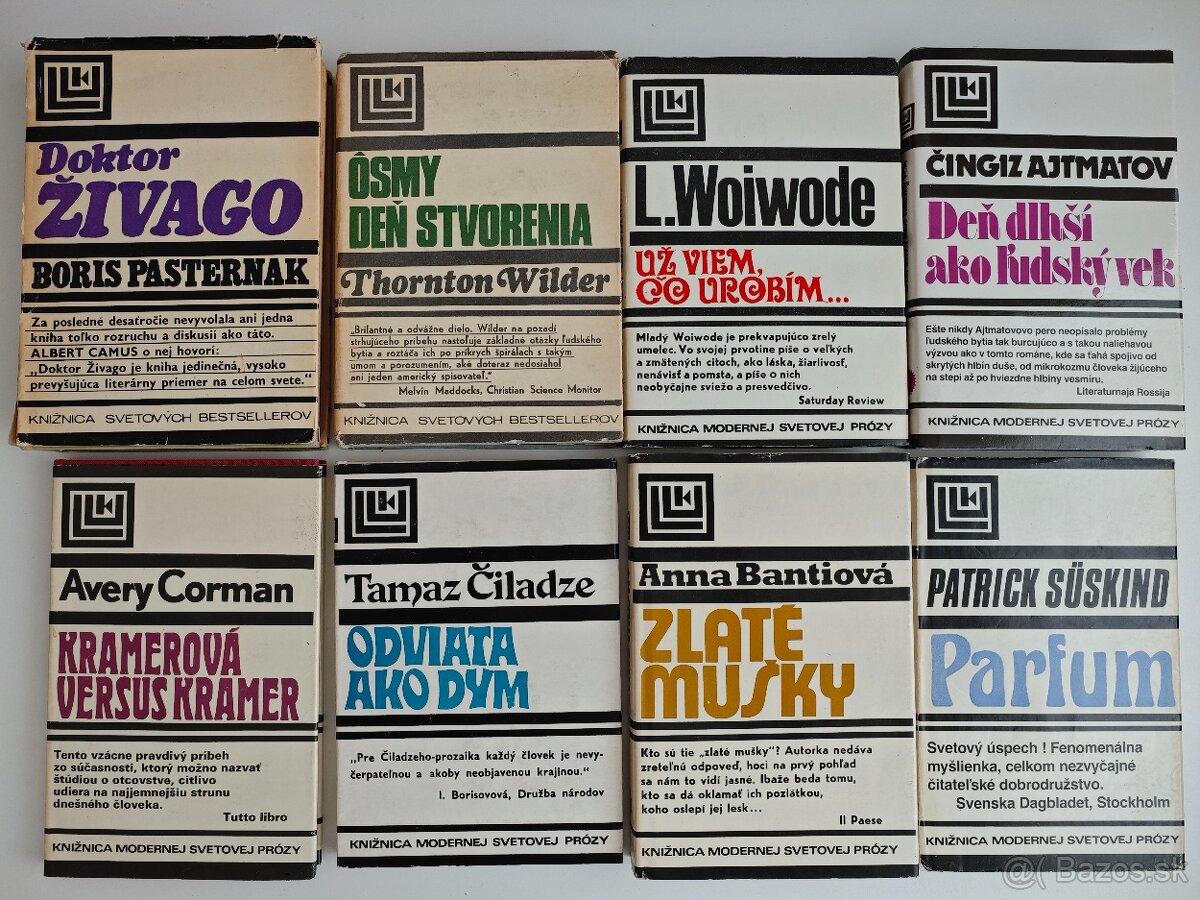 Doktor
ŽIVAGO
BORIS PASTERNAK
Za posledné desaťročie nevyvolala ani jedna
kniha toľko rozruchu a diskusií ako táto.
ALBERT CAMUS o nej hovorí:
„Doktor Živago je kniha jedinečná, vysoko
prevyšujúca literárny priemer na celom svete."
KNIŽNICA SVETOVÝCH BESTSELLEROV
ÔSMY
DEŇ STVORENIA
Thornton Wilder
„Brilantné a odvážne dielo. Wilder na pozadí
strhujúceho príbehu nastoľuje základné otázky ľudského
bytia a roztáča ich po príkrych špirálach s takým
umom a porozumením, aké doteraz nedosiahol
ani jeden americký spisovateľ."
Melvin Maddocks, Christian Science Monitor
KNIŽNICA SVETOVÝCH BESTSELLEROV
L. Woiwode
UŽ VIEM,
ČO UROBÍM...
Mladý Woiwode je prekvapujúco zrelý
umelec. Vo svojej prvotine píše o veľkých
a zmätených citoch, ako láska, žiarlivosť,
nenávisť a pomsta, a píše o nich
neobyčajne sviežo a presvedčivo.
Saturday Review
KNIŽNICA MODERNEJ SVETOVEJ PRÓZY
ČINGIZ AJTMATOV
Deň dlhší
ako ľudský vek
Ešte nikdy Ajtmatovovo pero neopísalo problémy
ľudského bytia tak burcujúco a s takou naliehavou
výzvou ako v tomto románe, kde sa ťahá spojivo od
skrytých hlbín duše, od mikrokozmu človeka žijúceho
na stepi až po hviezdne hlbiny vesmíru.
Literaturnaja Rossija
KNIŽNICA MODERNEJ SVETOVEJ PRÓZY
Avery Corman
KRAMEROVÁ
VERSUS KRAMER
Tento vzácne pravdivý príbeh
zo súčasnosti, ktorý možno nazvať
štúdiou o otcovstve, citlivo
udiera na najjemnejšiu strunu
dnešného človeka.
Tutto libro
KNIŽNICA MODERNEJ SVETOVEJ PRÓZY
Tamaz Čiladze
ODVIATA
AKO DYM
„Pre Čiladzeho-prozaika každý človek je nevy-
čerpateľnou a akoby neobjavenou krajinou."
I. Borisovová, Družba národov
KNIŽNICA MODERNEJ SVETOVEJ PRÓZY
Anna Bantiová
ZLATÉ
MUŠKY
Kto sú tie „zlaté mušky"? Autorka nedáva
zreteľnú odpoveď, hoci na prvý pohľad
sa nám to vidí jasné. Ibaže beda tomu,
kto sa dá oklamať ich pozlátkou,
koho oslepí jej lesk...
Il Paese
KNIŽNICA MODERNEJ SVETOVEJ PRÓZY
PATRICK SÜSKIND
Parfum
Svetový úspech ! Fenomenálna
myšlienka, celkom nezvyčajné
čitateľské dobrodružstvo.
Svenska Dagbladet, Stockholm
KNIŽNICA MODERNEJ SVETOVEJ PRÓZY
@( Bazos.sk